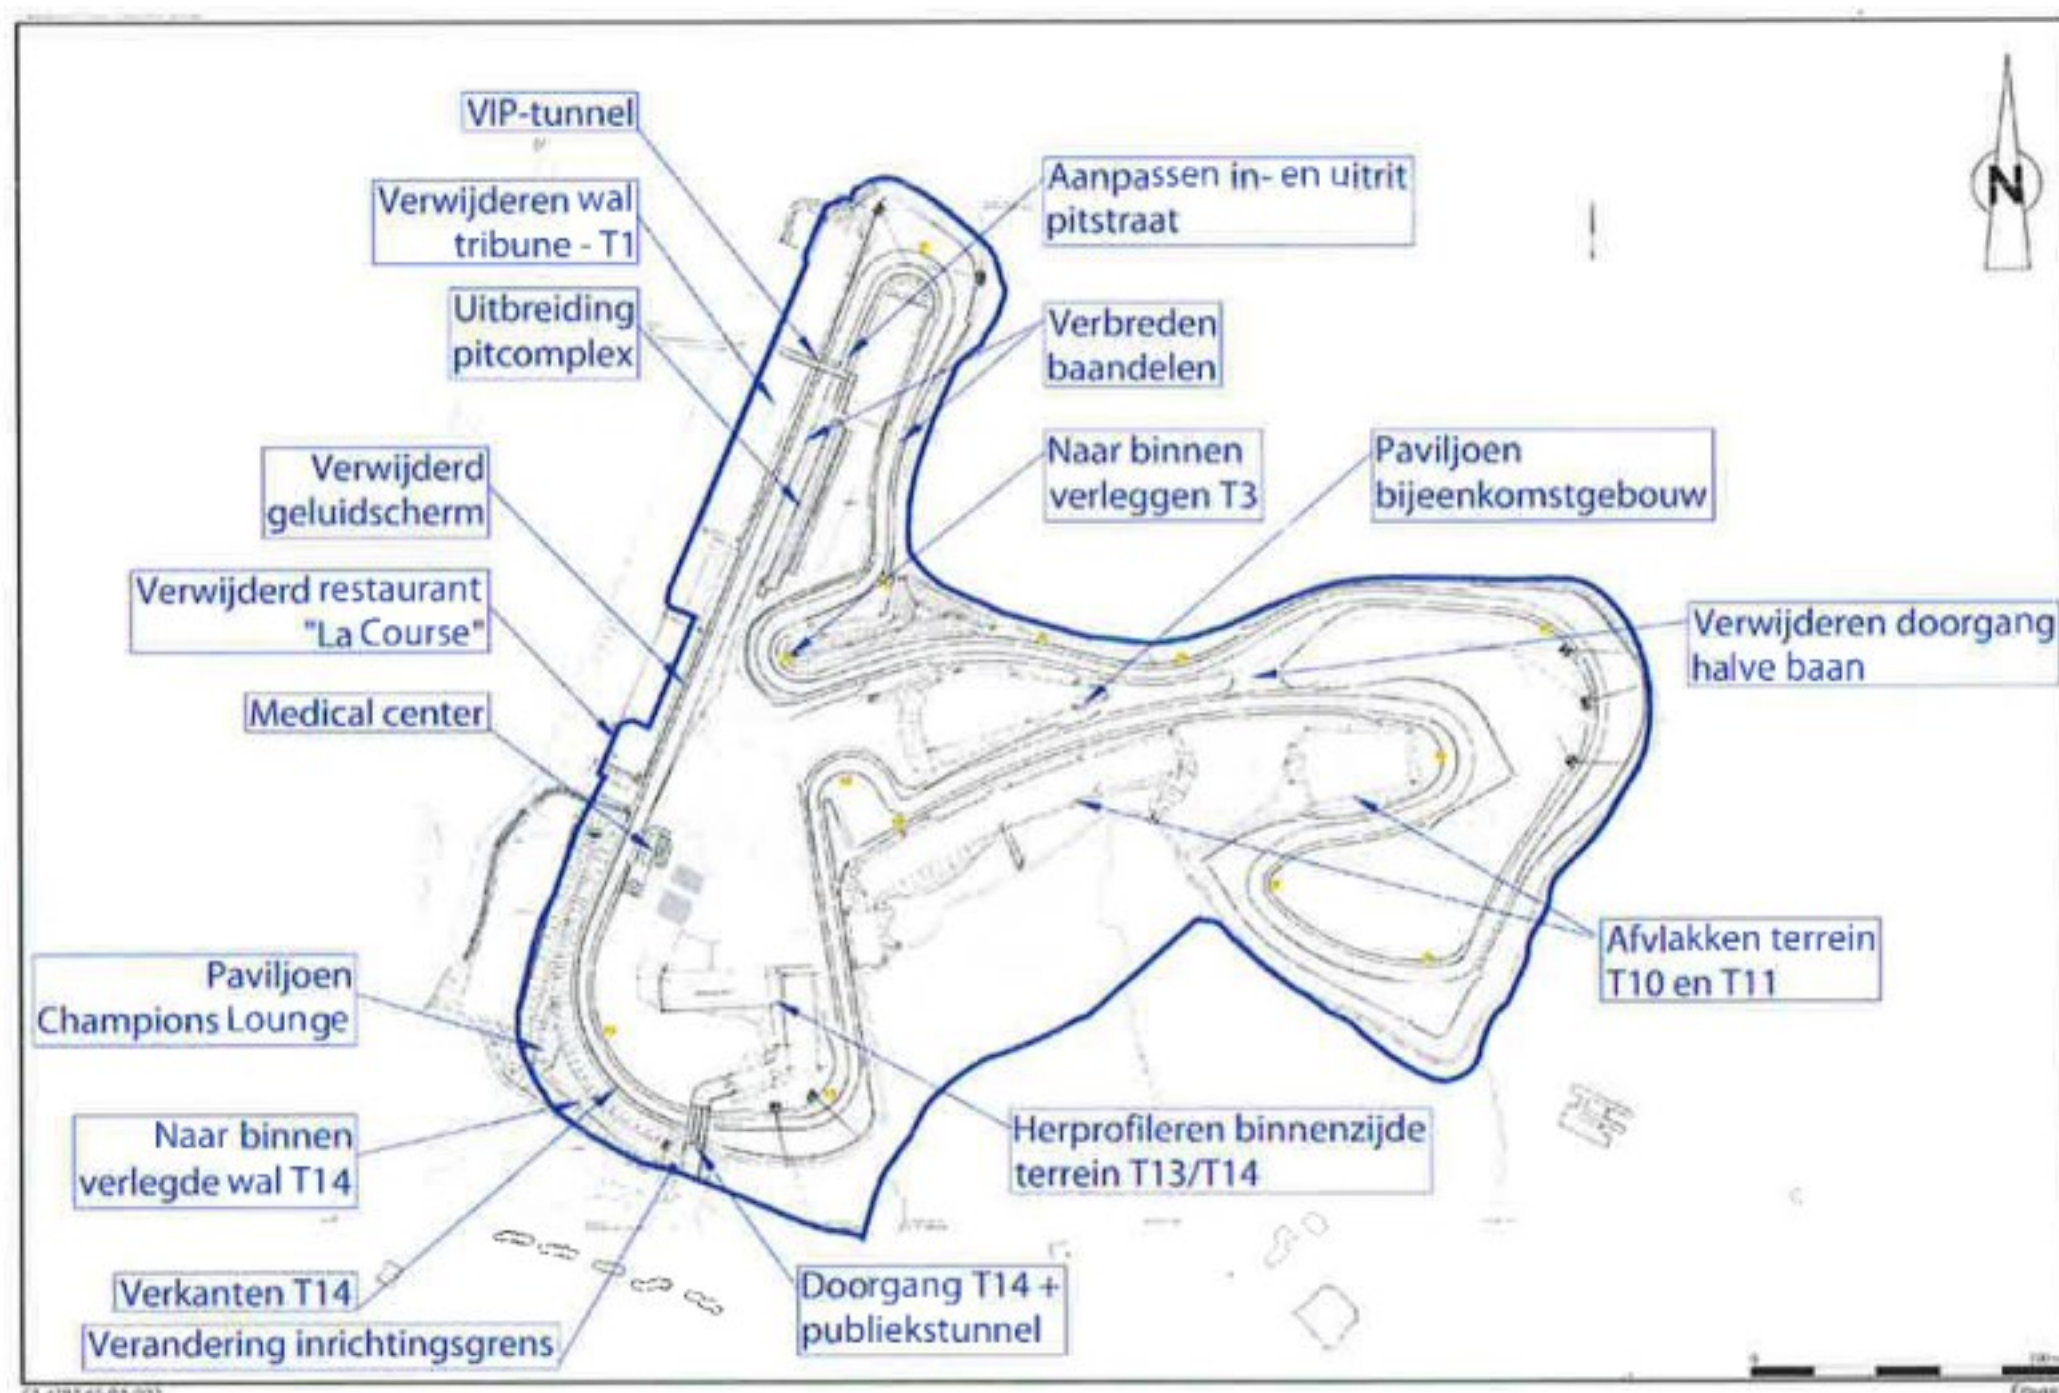 VIP-tunnel
Verwijderen wal
tribune - T1
Uitbreiding
pitcomplex
Verwijderd
geluidscherm
Verwijderd restaurant
"La Course"
Medical center
Paviljoen
Champions Lounge
Naar binnen
verlegde wal T14
Verkanten T14
Verandering inrichtingsgrens
Aanpassen in- en uitrit
pitstraat
Verbreden
baandelen
Naar binnen
verleggen T3
Paviljoen
bijeenkomstgebouw
Verwijderen doorgang
halve baan
Afvlakken terrein
T10 en T11
Herprofileren binnenzijde
terrein T13/T14
Doorgang T14 +
publiekstunnel
N
0